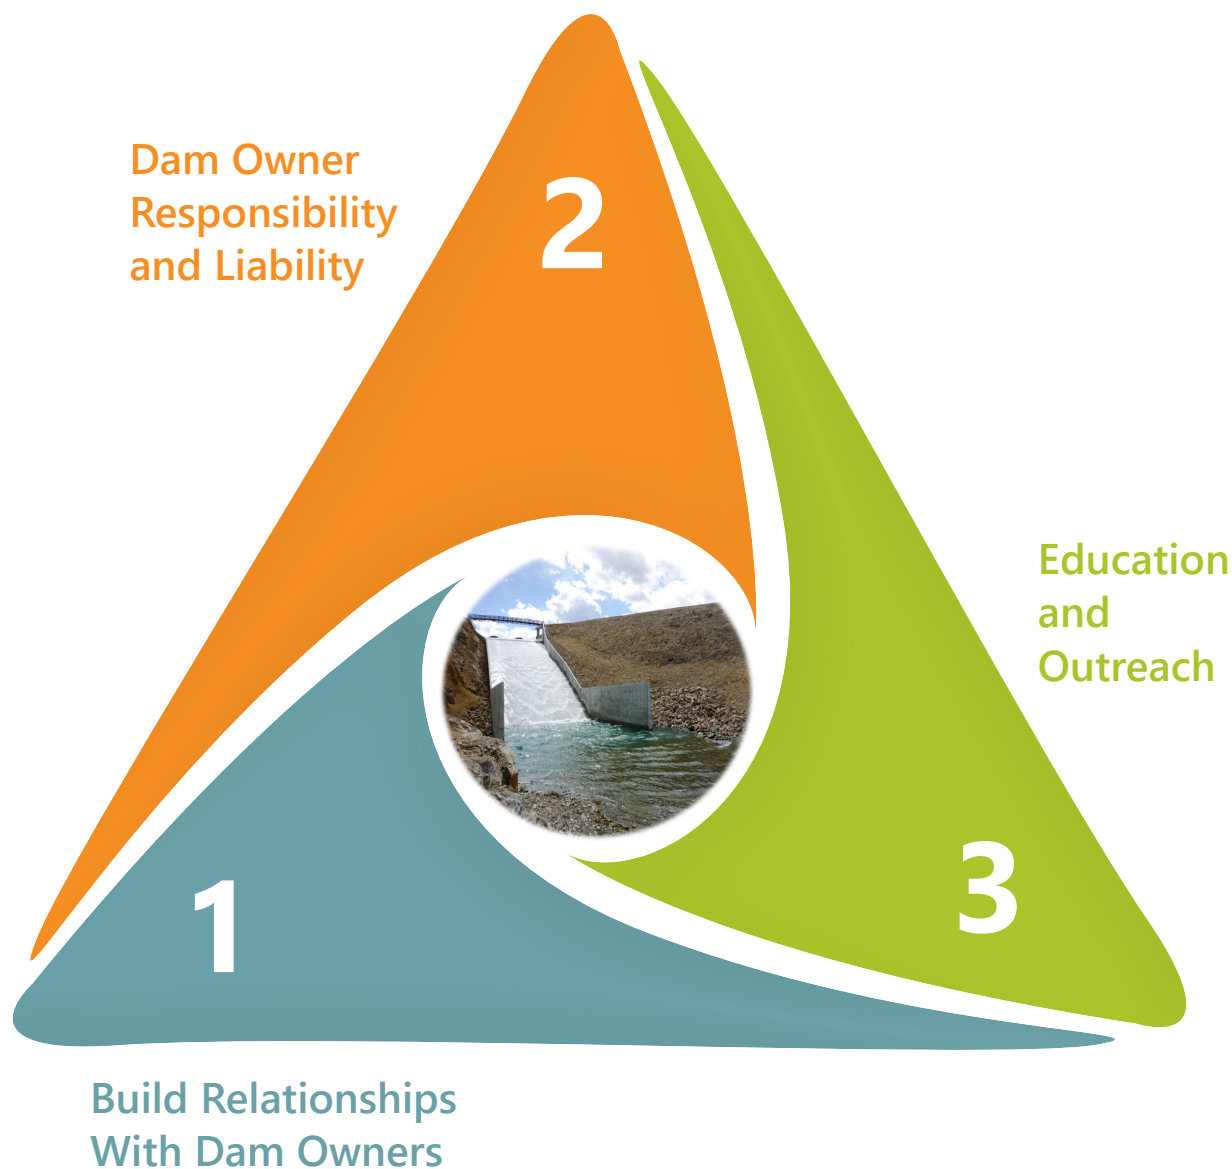 Dam Owner
Responsibility
and Liability
2
Education
and
Outreach
3
1
Build Relationships
With Dam Owners